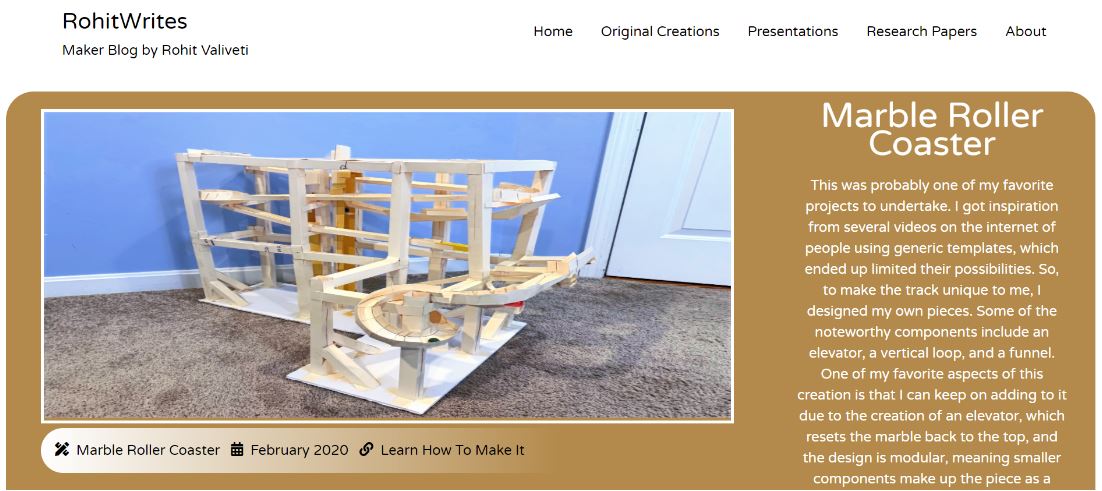 RohitWrites
Maker Blog by Rohit Valiveti
Home Original Creations Presentations Research Papers About
Marble Roller
Coaster
This was probably one of my favorite
projects to undertake. I got inspiration
from several videos on the internet of
people using generic templates, which
ended up limited their possibilities. So,
to make the track unique to me, I
designed my own pieces. Some of the
noteworthy components include an
elevator, a vertical loop, and a funnel.
One of my favorite aspects of this
creation is that I can keep on adding to it
due to the creation of an elevator, which
resets the marble back to the top, and
the design is modular, meaning smaller
components make up the piece as a
Marble Roller Coaster February 2020 Learn How To Make It